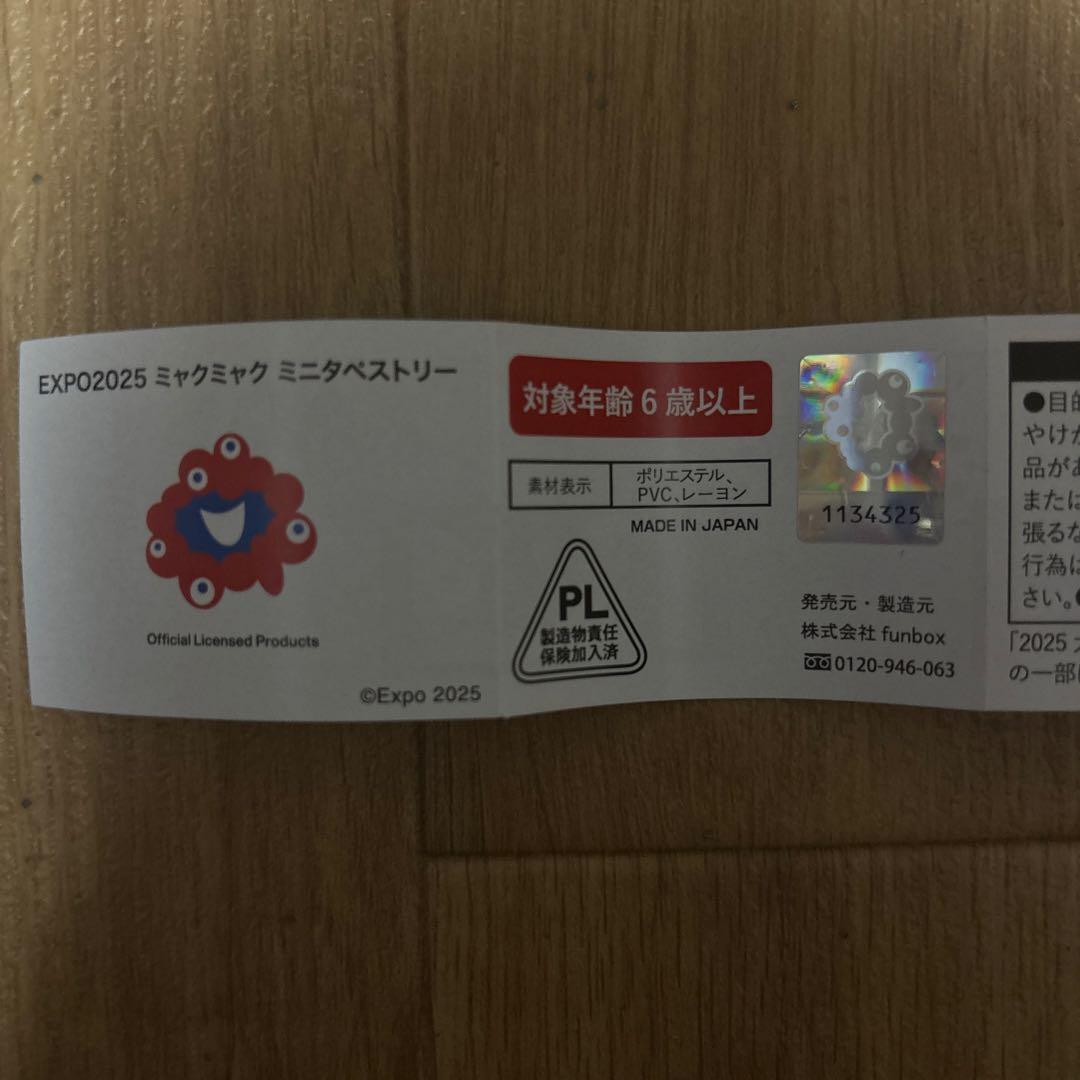 EXPO2025 ミャクミャク ミニタペストリー
Official Licensed Products
©Expo 2025
対象年齢 6 歳以上
素材表示
ポリエステル、
PVC、レーヨン
MADE IN JAPAN
PL
製造物責任
保険加入済
1134325
発売元・製造元
株式会社 funbox
0120-946-063
●目的
やけか
品があ
または
張るな
行為は
さい。●
「2025 大
の一部